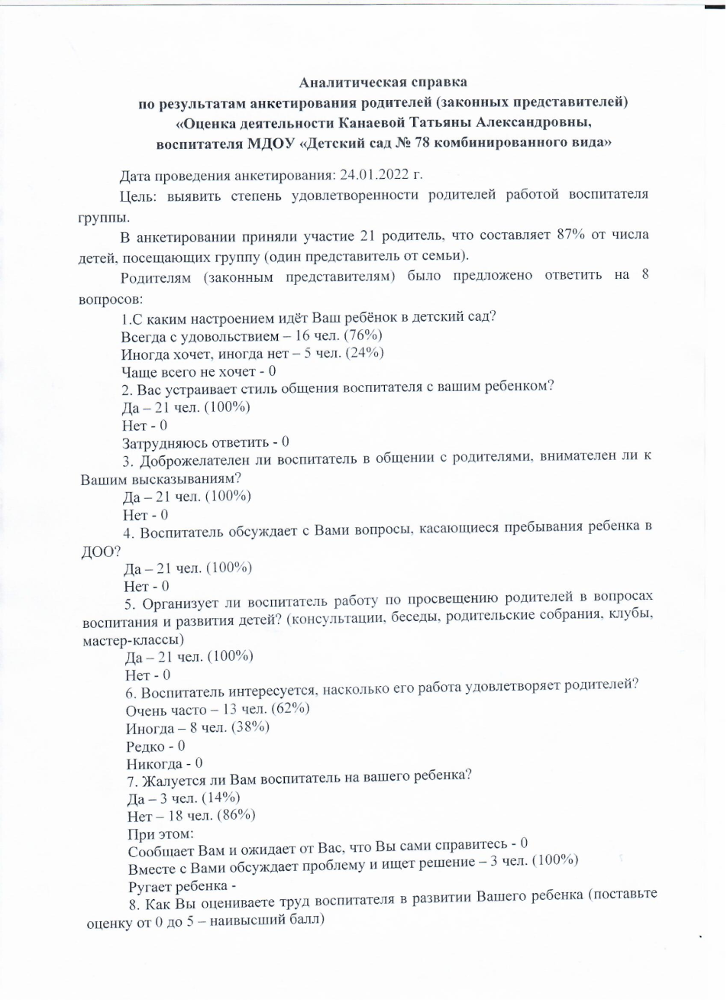 Аналитическая справка
по результатам анкетирования родителей (законных представителей)
«Оценка деятельности Канаевой Татьяны Александровны,
воспитателя МДОУ «Детский сад № 78 комбинированного вида»
Дата проведения анкетирования: 24.01.2022 г.
Цель: выявить степень удовлетворенности родителей работой воспитателя
группы.
В анкетировании приняли участие 21 родитель, что составляет 87% от числа
детей, посещающих группу (один представитель от семьи).
Родителям (законным представителям) было предложено ответить на 8
вопросов:
1.С каким настроением идёт Ваш ребёнок в детский сад?
Всегда с удовольствием – 16 чел. (76%)
Иногда хочет, иногда нет – 5 чел. (24%)
Чаще всего не хочет - 0
2. Вас устраивает стиль общения воспитателя с вашим ребенком?
Да – 21 чел. (100%)
Нет - 0
Затрудняюсь ответить - 0
3. Доброжелателен ли воспитатель в общении с родителями, внимателен ли к
Вашим высказываниям?
Да – 21 чел. (100%)
Нет - 0
4. Воспитатель обсуждает с Вами вопросы, касающиеся пребывания ребенка в
ДОО?
Да – 21 чел. (100%)
Нет - 0
5. Организует ли воспитатель работу по просвещению родителей в вопросах
воспитания и развития детей? (консультации, беседы, родительские собрания, клубы,
мастер-классы)
Да – 21 чел. (100%)
Нет - 0
6. Воспитатель интересуется, насколько его работа удовлетворяет родителей?
Очень часто – 13 чел. (62%)
Иногда – 8 чел. (38%)
Редко - 0
Никогда - 0
7. Жалуется ли Вам воспитатель на вашего ребенка?
Да – 3 чел. (14%)
Нет – 18 чел. (86%)
При этом:
Сообщает Вам и ожидает от Вас, что Вы сами справитесь - 0
Вместе с Вами обсуждает проблему и ищет решение – 3 чел. (100%)
Ругает ребенка -
8. Как Вы оцениваете труд воспитателя в развитии Вашего ребенка (поставьте
оценку от 0 до 5 – наивысший балл)